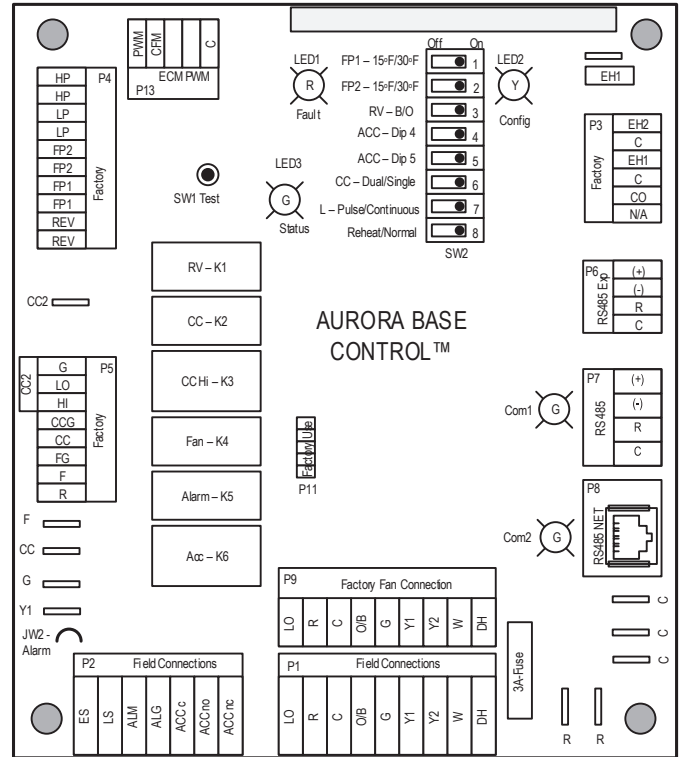 PWM
CFM
C
ECM PWM
P13
LED1
R
Fault
Off On
FP1 – 15ºF/30ºF 1
FP2 – 15ºF/30ºF 2
RV – B/O 3
ACC – Dip 4 4
ACC – Dip 5 5
CC – Dual/Single 6
L – Pulse/Continuous 7
Reheat/Normal 8
SW2
LED2
Y
Config
EH1
P4
HP
HP
LP
LP
FP2
FP2
FP1
FP1
REV
REV
Factory
SW1 Test
LED3
G
Status
P3
EH2
C
EH1
C
CO
N/A
Factory
RV – K1
CC – K2
CC Hi – K3
Fan – K4
Alarm – K5
Acc – K6
AURORA BASE
CONTROL™
P6
RS485 Exp
(+)
(-)
R
C
CC2
P5
CC2
G
LO
HI
CCG
CC
FG
F
R
Factory
Factory Use
P11
Com1
G
P7
RS 485
(+)
(-)
R
C
Com2
G
P8
RS485 NET
F
CC
G
Y1
JW2 -
Alarm
P9 Factory Fan Connection
LO R C O/B G Y1 Y2 W DH
P2 Field Connections
ES LS ALM ALG ACC c ACC no ACC nc
P1 Field Connections
LO R C O/B G Y1 Y2 W DH
3A-Fuse
C
C
C
R R